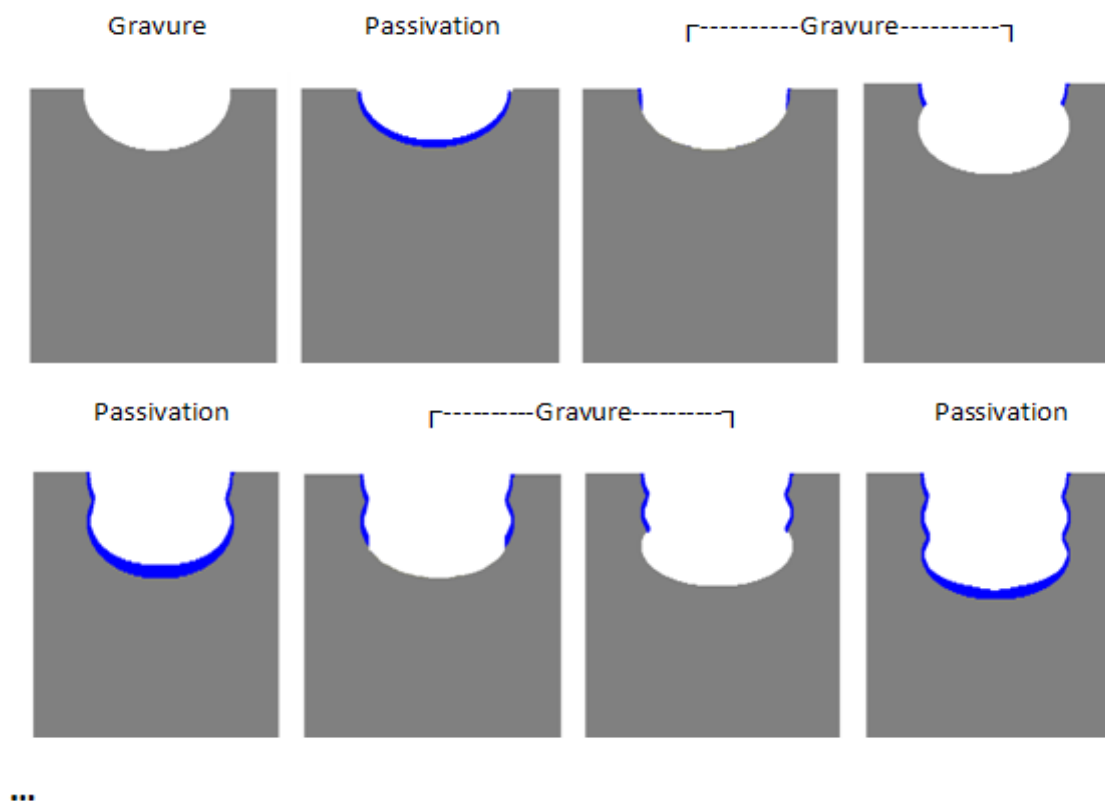 Gravure Passivation ┌----------Gravure----------┐
Passivation ┌----------Gravure---------┐ Passivation
...